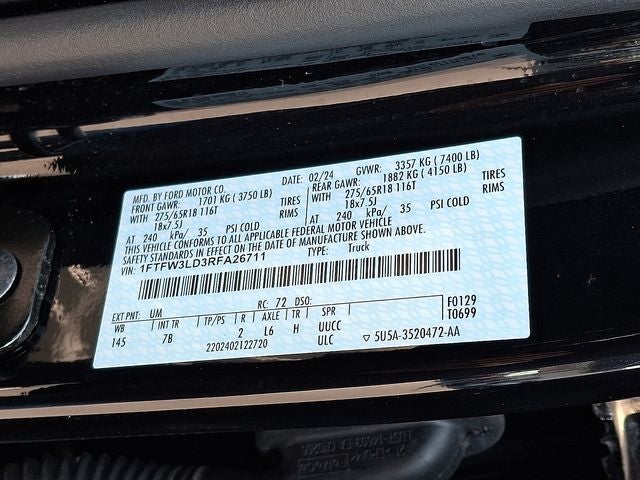 MFD. BY FORD MOTOR CO. DATE: 02/24 GVWR: 3357 KG ( 7400 LB)
FRONT GAWR: 1701 KG ( 3750 LB) REAR GAWR: 1882 KG ( 4150 LB)
WITH 275/65R18 116T TIRES WITH 275/65R18 116T TIRES
18x7.5J RIMS 18x7.5J RIMS
AT 240 kPa/ 35 PSI COLD AT 240 kPa/ 35 PSI COLD
THIS VEHICLE CONFORMS TO ALL APPLICABLE FEDERAL MOTOR VEHICLE
SAFETY STANDARDS IN EFFECT ON THE DATE OF MANUFACTURE SHOWN ABOVE.
VIN: 1FTFW3LD3RFA26711 TYPE: Truck
EXT PNT: UM RC: 72 DSO: F0129
WB INT TR TP/PS R AXLE TR SPR T0699
145 7B 2 L6 H UUCC
2202402122720 ULC ▽ 5U5A-3520472-AA